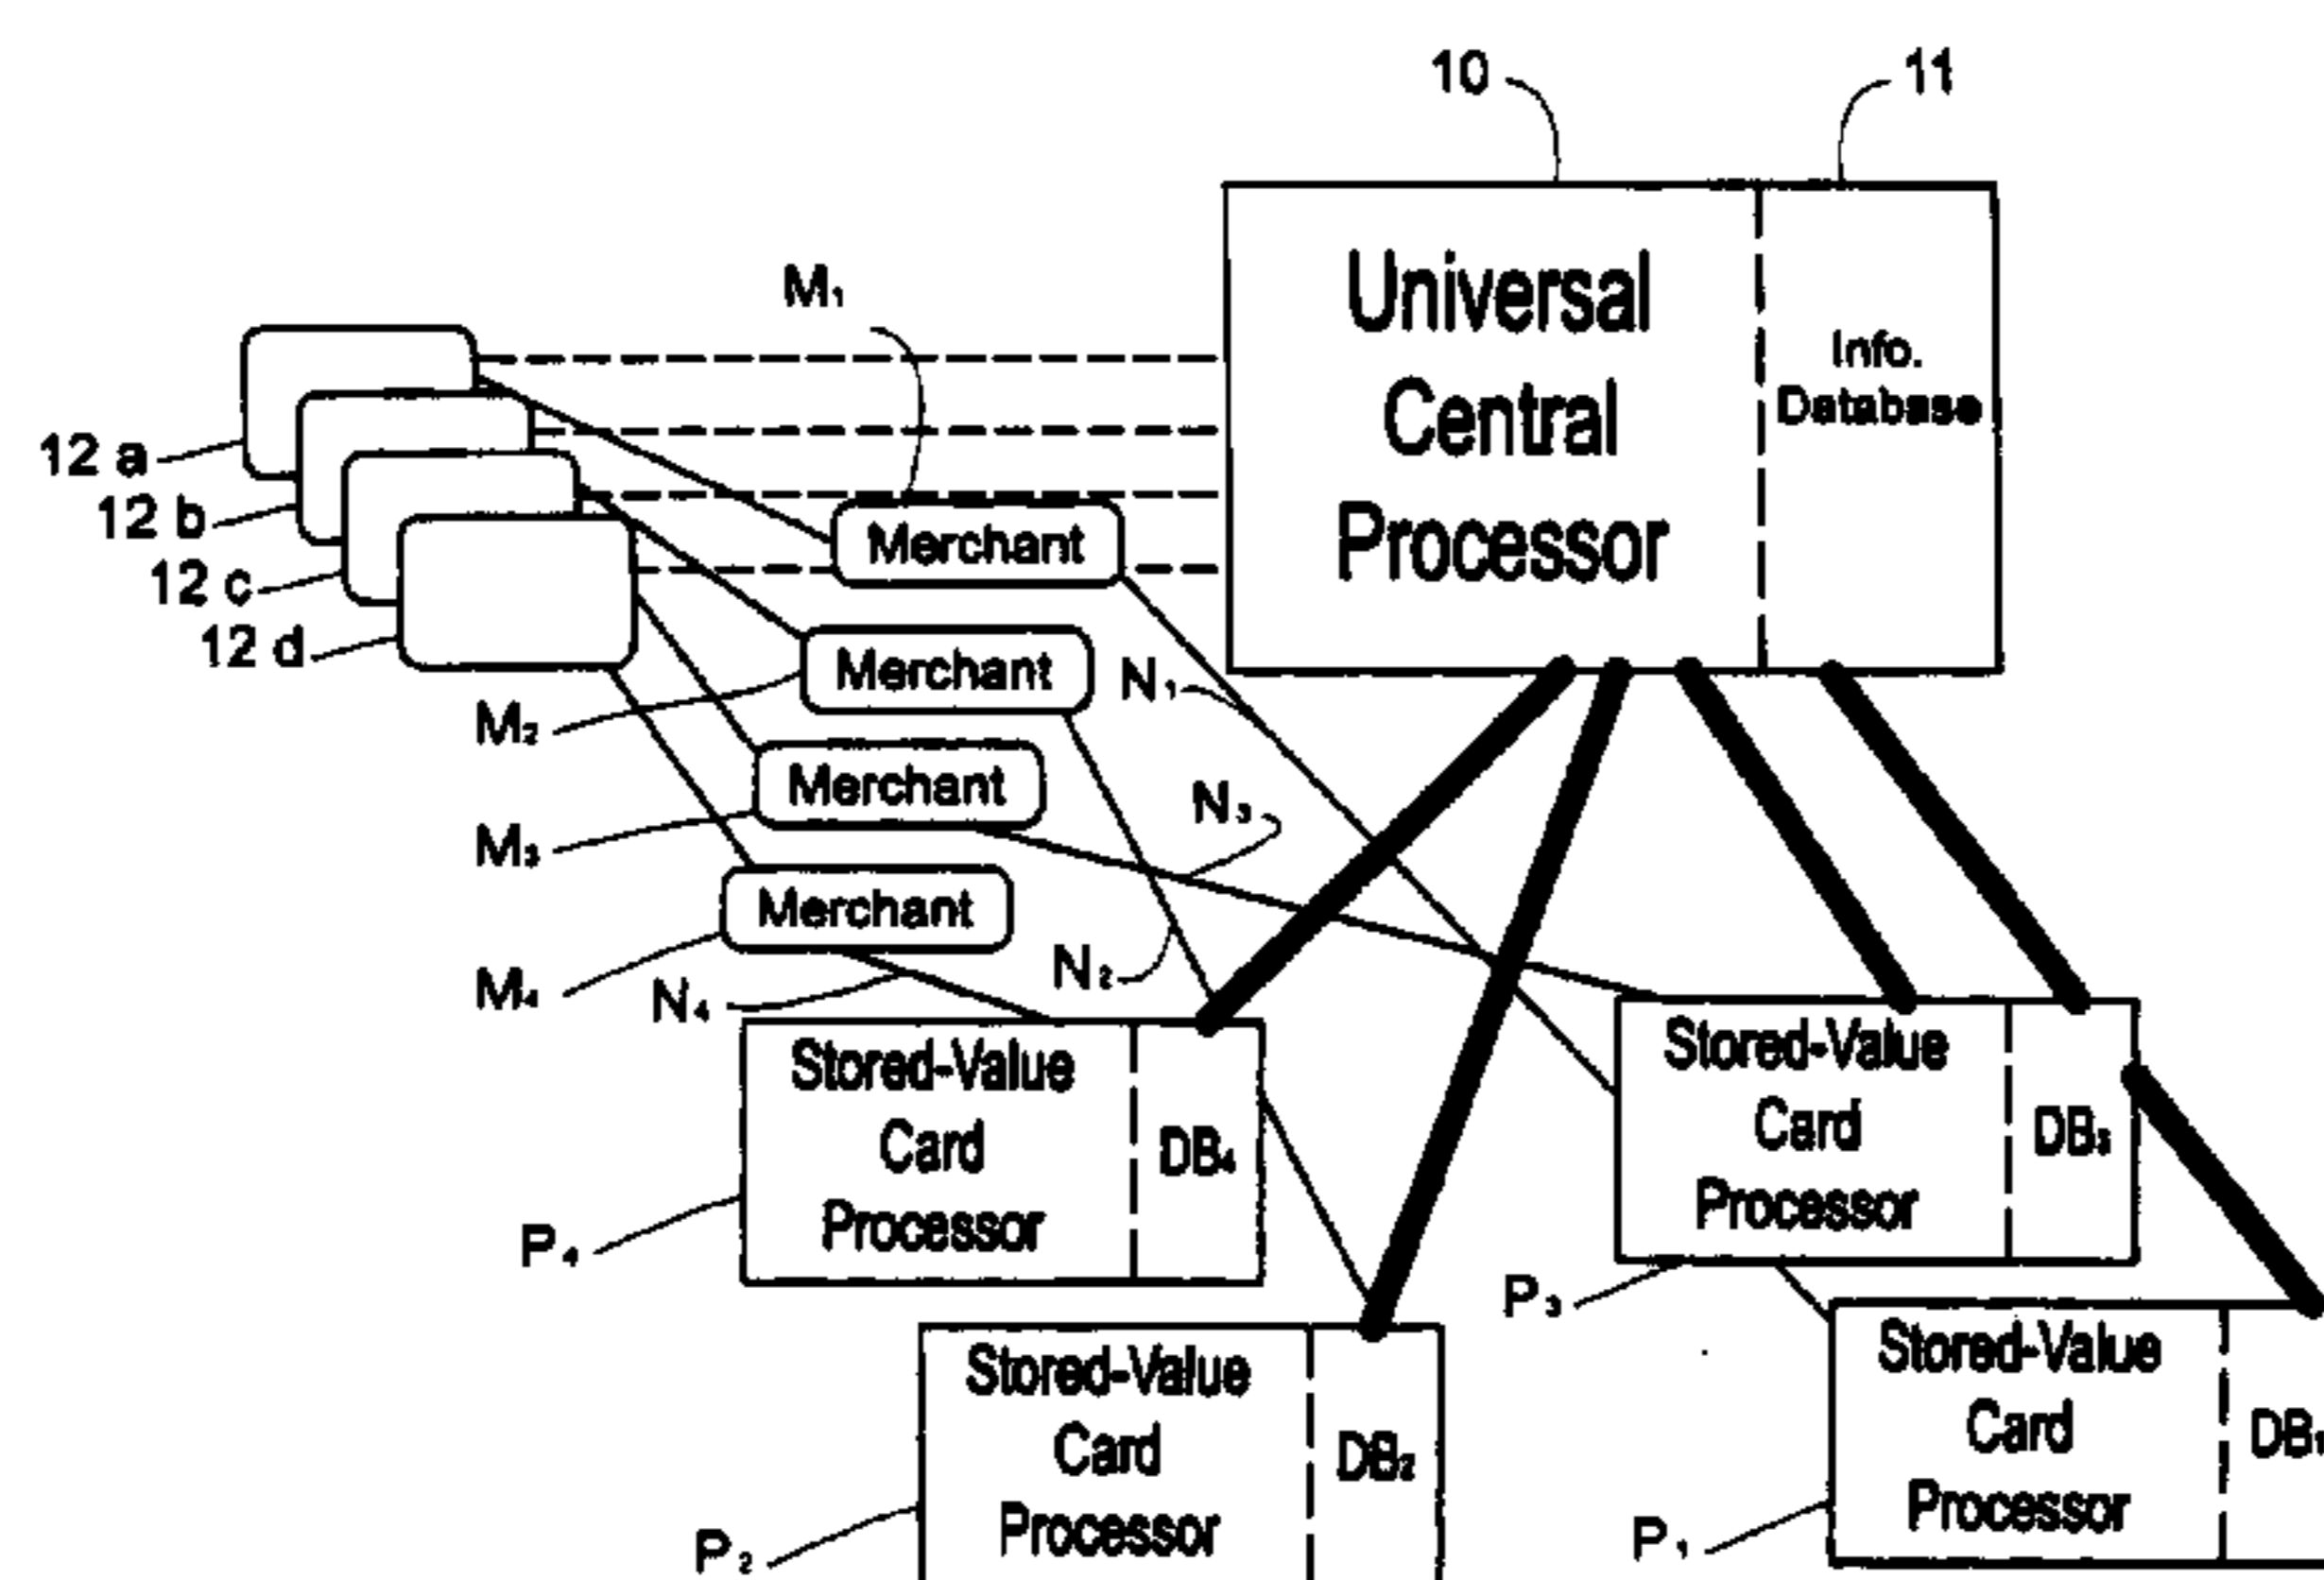 10
11
M₁
Universal
Central
Processor
Info.
Database
12 a
12 b
12 c
12 d
Merchant
Merchant
Merchant
Merchant
M₂
M₃
M₄
N₁
N₃
N₂
N₄
Stored-Value
Card
Processor
DB₄
P₄
Stored-Value
Card
Processor
DB₃
P₃
Stored-Value
Card
Processor
DB₂
P₂
Stored-Value
Card
Processor
DB₁
P₁